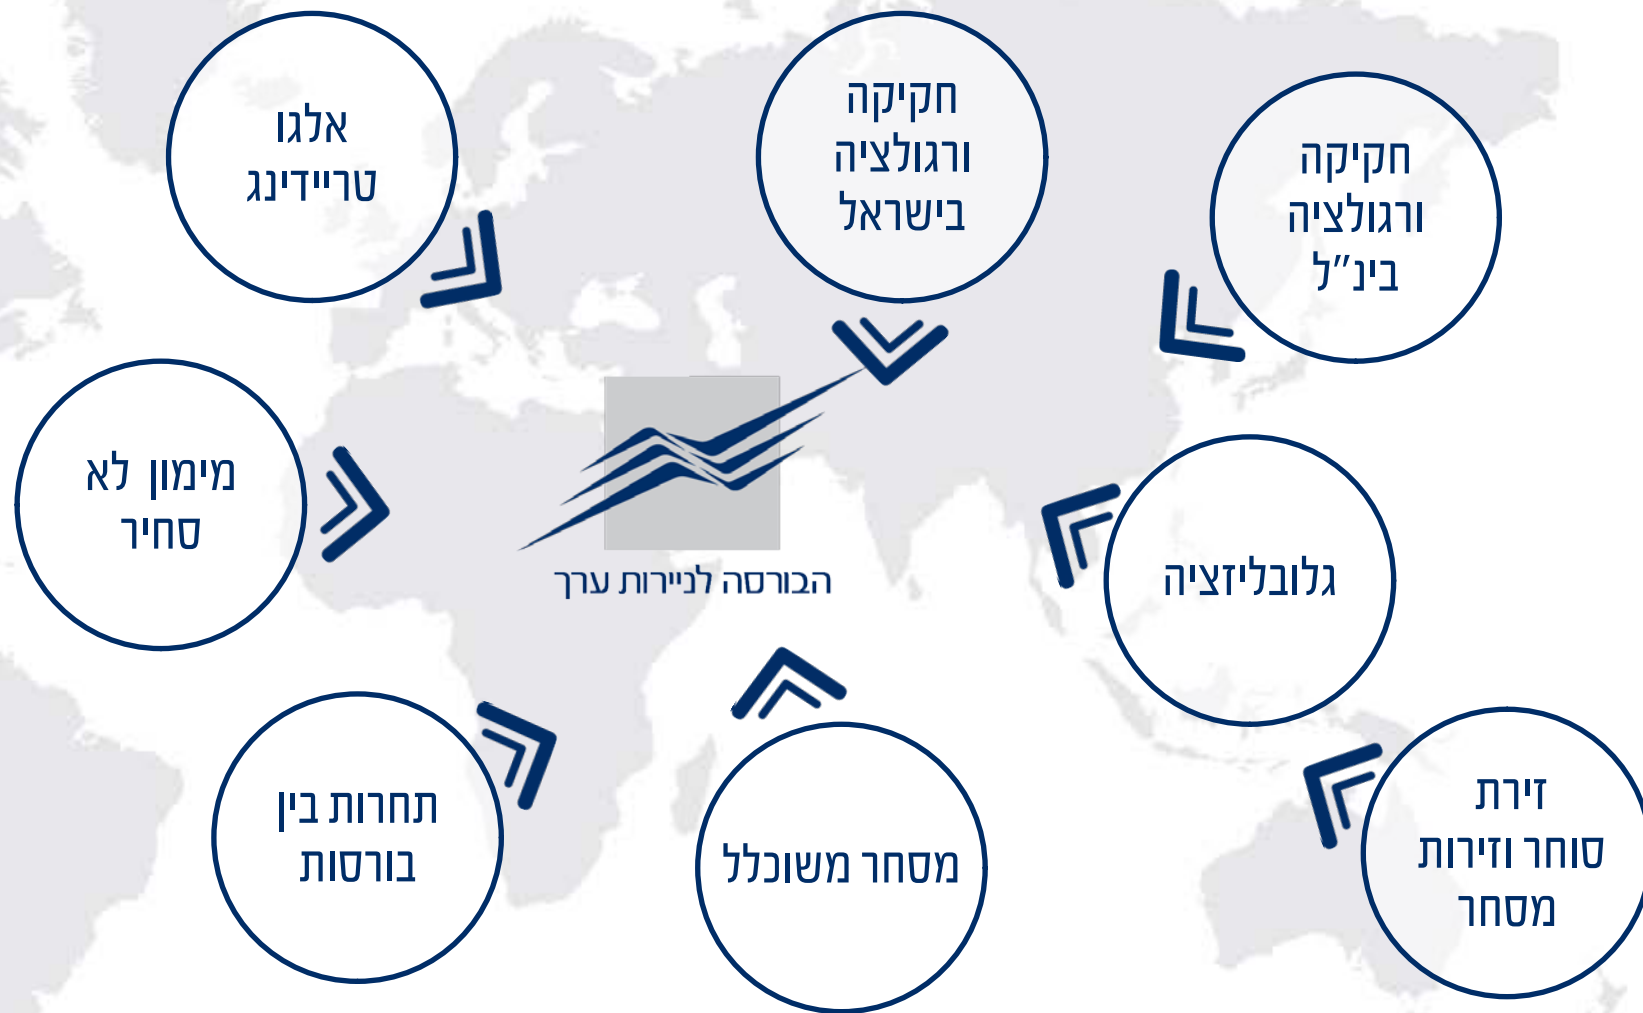 חקיקה
ורגולציה
בינ"ל
חקיקה
ורגולציה
בישראל
אלגו
טריידינג
מימון לא
סחיר
הבורסה לניירות ערך
גלובליזציה
תחרות בין
בורסות
מסחר משוכלל
זירת
סוחר וזירות
מסחר